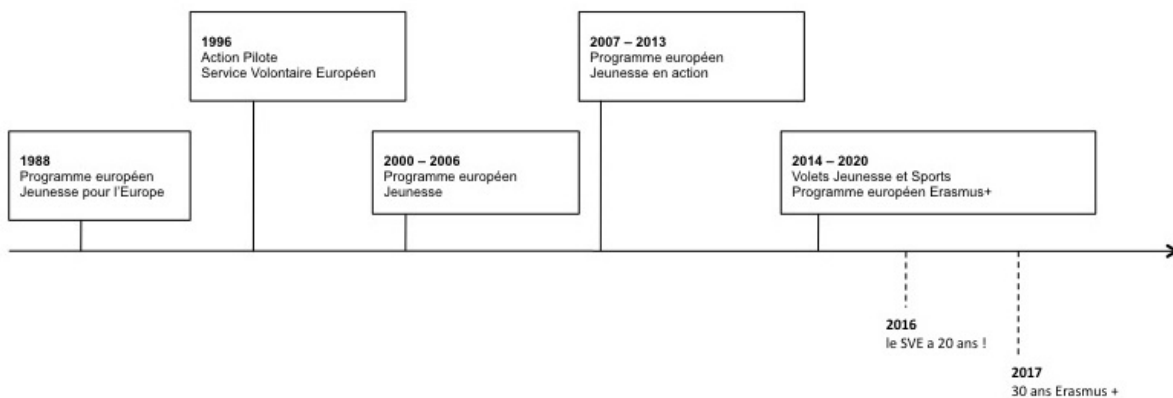 1996
Action Pilote
Service Volontaire Européen
2007 – 2013
Programme européen
Jeunesse en action
1988
Programme européen
Jeunesse pour l'Europe
2000 – 2006
Programme européen
Jeunesse
2014 – 2020
Volets Jeunesse et Sports
Programme européen Erasmus+
2016
le SVE a 20 ans !
2017
30 ans Erasmus +